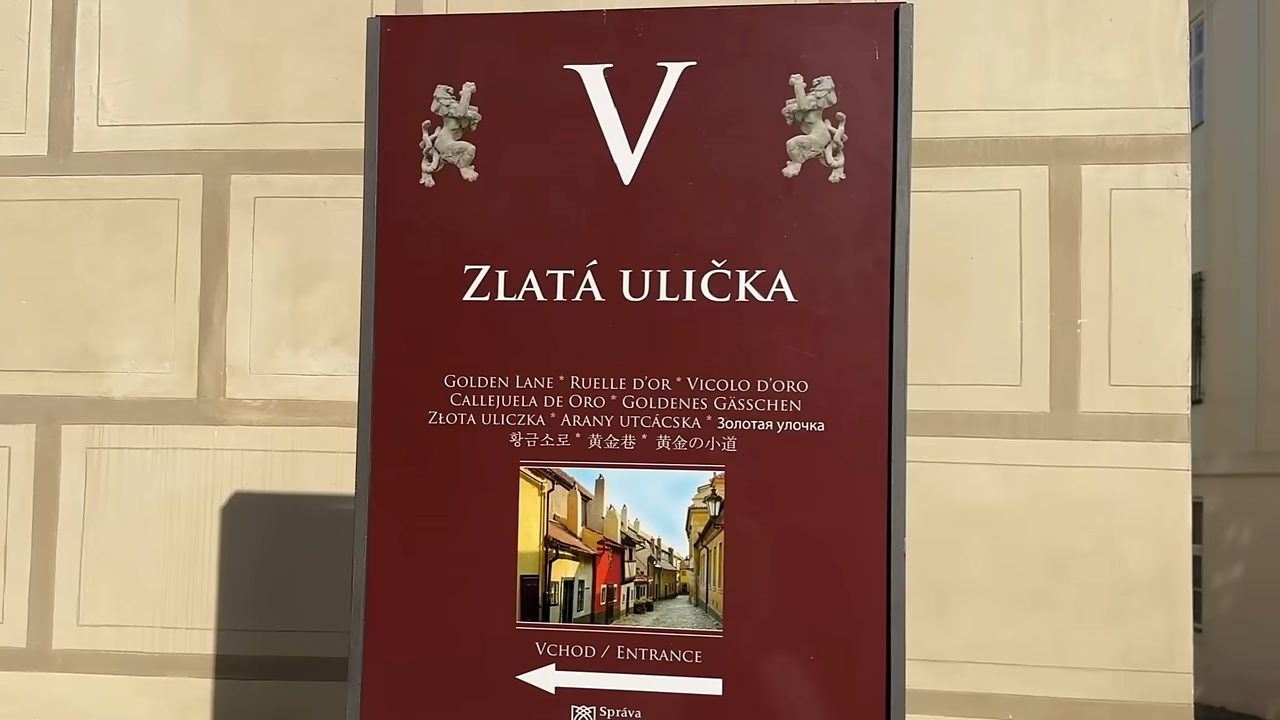 V
ZLATÁ ULIČKA
GOLDEN LANE * RUELLE D'OR * VICOLO D'ORO
CALLEJUELA DE ORO * GOLDENES GÄSSCHEN
ZŁOTA ULICZKA * ARANY UTCÁCSKA * Золотая улочка
황금소로 * 黄金巷 * 黄金の小道
VCHOD / ENTRANCE
Správa